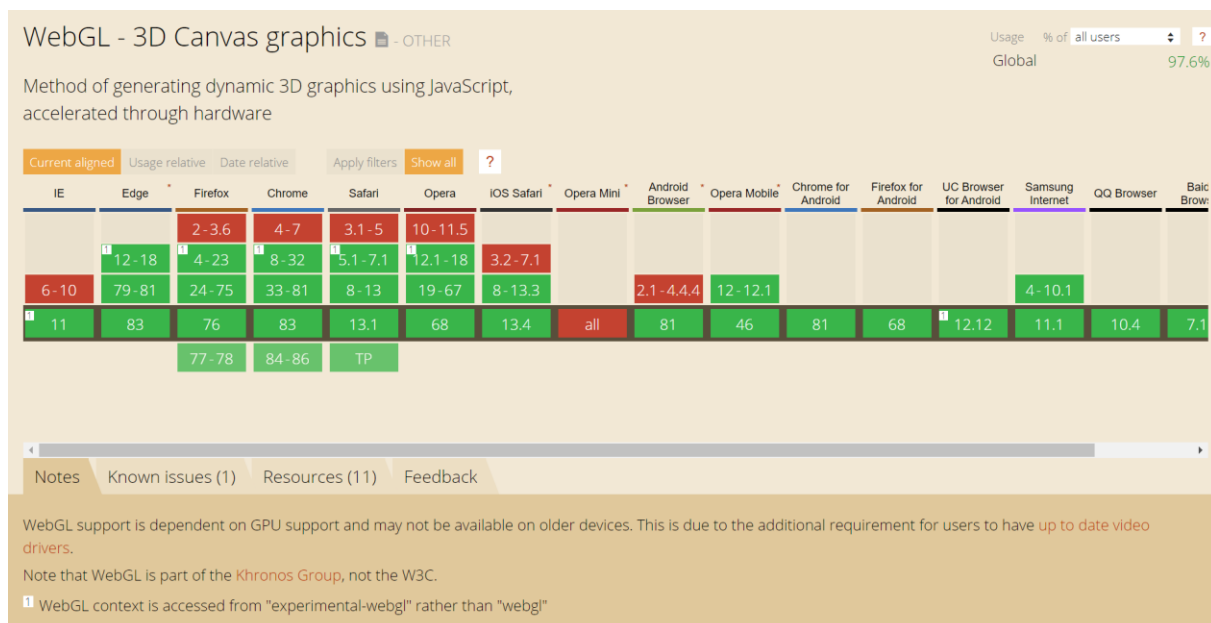 WebGL - 3D Canvas graphics - OTHER
Usage % of all users ?
Global 97.6%
Method of generating dynamic 3D graphics using JavaScript,
accelerated through hardware
Current aligned Usage relative Date relative Apply filters Show all ?
IE Edge * Firefox Chrome Safari Opera iOS Safari * Opera Mini * Android Browser * Opera Mobile * Chrome for Android Firefox for Android UC Browser for Android Samsung Internet QQ Browser
2-3.6 4-7 3.1-5 10-11.5
1 12-18 1 4-23 1 8-32 1 5.1-7.1 1 12.1-18 3.2-7.1
6-10 79-81 24-75 33-81 8-13 19-67 8-13.3 2.1-4.4.4 12-12.1 4-10.1
1 11 83 76 83 13.1 68 13.4 all 81 46 81 68 1 12.12 11.1 10.4 7.1
77-78 84-86 TP
Notes Known issues (1) Resources (11) Feedback
WebGL support is dependent on GPU support and may not be available on older devices. This is due to the additional requirement for users to have up to date video
drivers.
Note that WebGL is part of the Khronos Group, not the W3C.
1 WebGL context is accessed from "experimental-webgl" rather than "webgl"